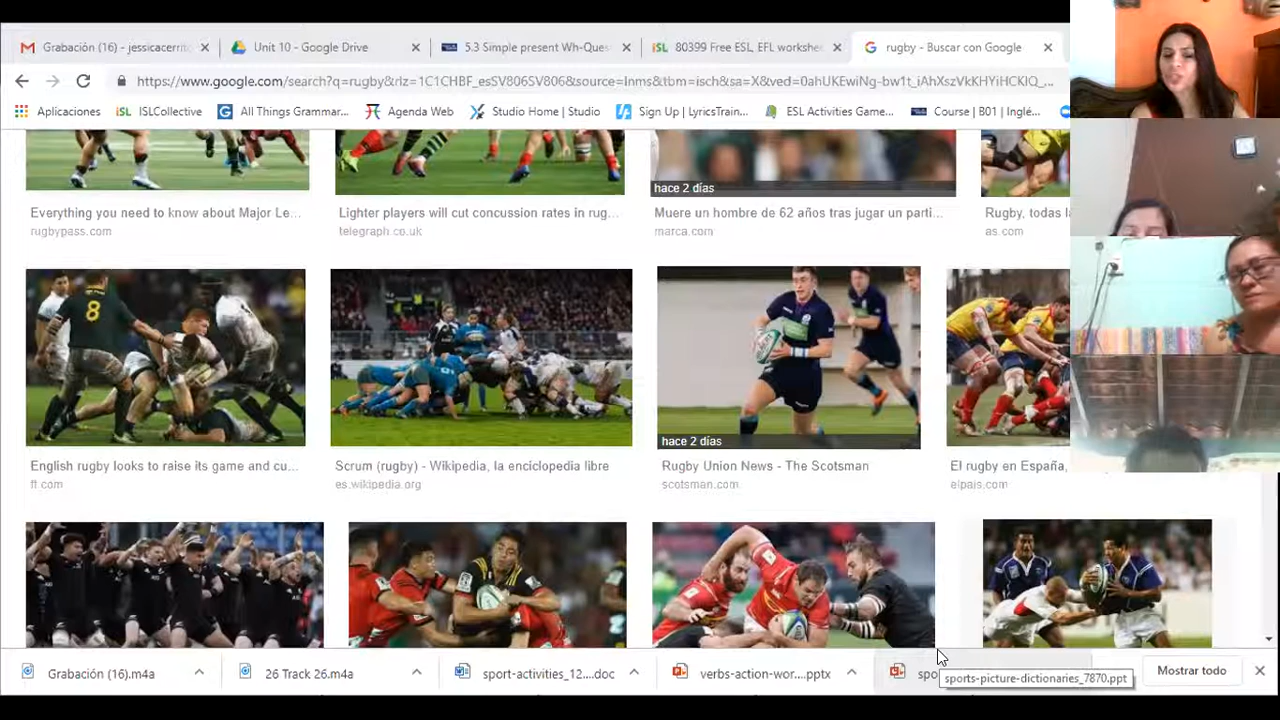 Grabación (16) - jessicacerrito
Unit 10 - Google Drive
5.3 Simple present Wh-Ques
80399 Free ESL, EFL workshe
rugby - Buscar con Google
https://www.google.com/search?q=rugby&rlz=1C1CHBF_esSV806SV806&source=lnms&tbm=isch&sa=X&ved=0ahUKEwiNg-bw1t_iAhXszVkKHYiHCKIQ_...
Aplicaciones
ISLCollective
All Things Grammar...
Agenda Web
Studio Home | Studio
Sign Up | LyricsTrain...
ESL Activities Game...
Course | B01 | Inglé...
hace 2 días
Everything you need to know about Major Le...
Lighter players will cut concussion rates in rug...
Muere un hombre de 62 años tras jugar un parti...
Rugby, todas l
rugbypass.com
telegraph.co.uk
marca.com
as.com
8
hace 2 días
English rugby looks to raise its game and cu...
Scrum (rugby) - Wikipedia, la enciclopedia libre
Rugby Union News - The Scotsman
El rugby en España,
ft.com
es.wikipedia.org
scotsman.com
elpais.com
Grabación (16).m4a
26 Track 26.m4a
sport-activities_12....doc
verbs-action-wor....pptx
spo
sports-picture-dictionaries_7870.ppt
Mostrar todo